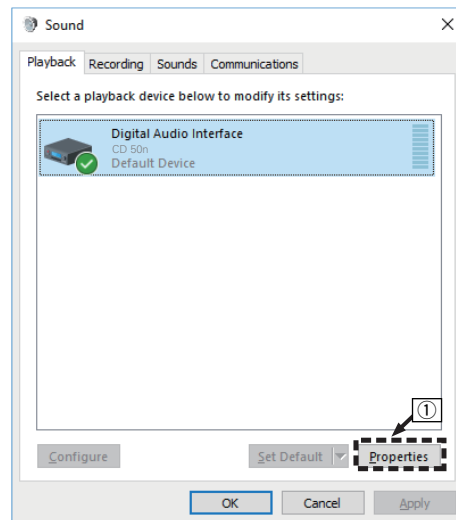 Sound
Playback Recording Sounds Communications
Select a playback device below to modify its settings:
Digital Audio Interface
CD 50n
Default Device
①
Configure Set Default Properties
OK Cancel Apply